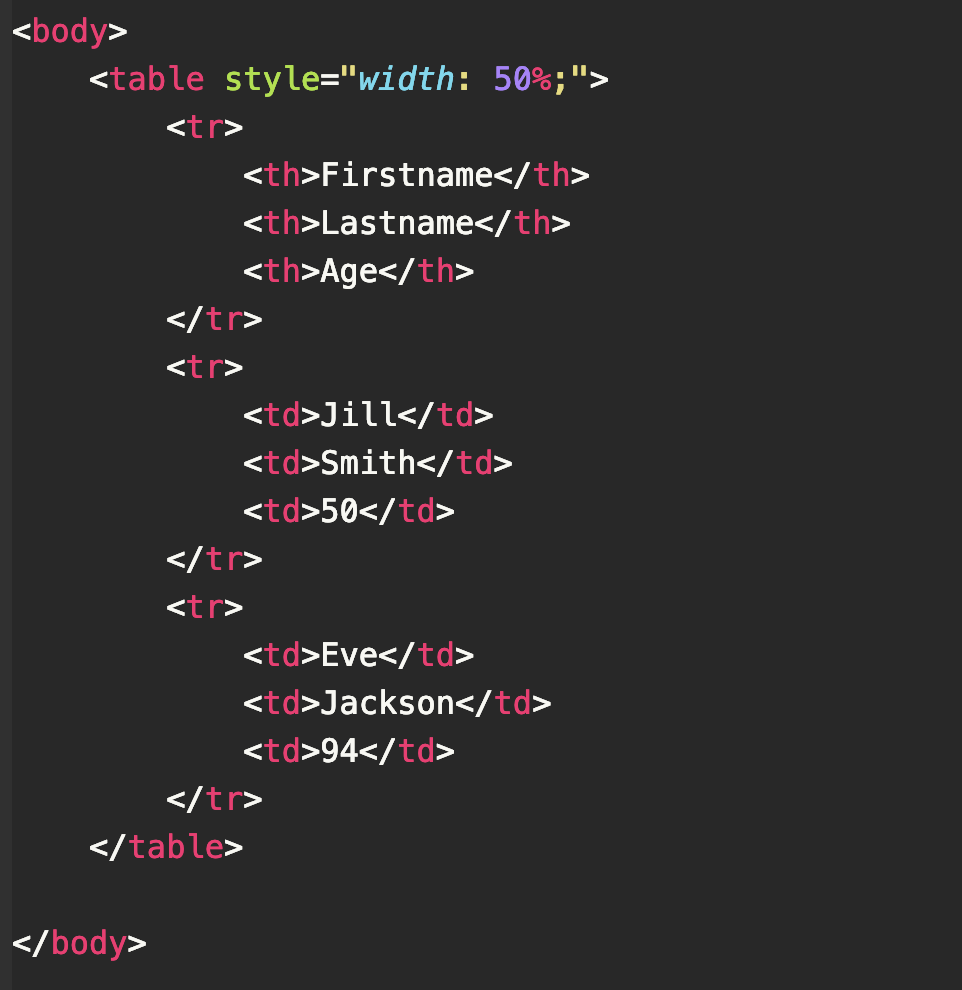 <body>
    <table style="width: 50%;">
        <tr>
            <th>Firstname</th>
            <th>Lastname</th>
            <th>Age</th>
        </tr>
        <tr>
            <td>Jill</td>
            <td>Smith</td>
            <td>50</td>
        </tr>
        <tr>
            <td>Eve</td>
            <td>Jackson</td>
            <td>94</td>
        </tr>
    </table>

</body>